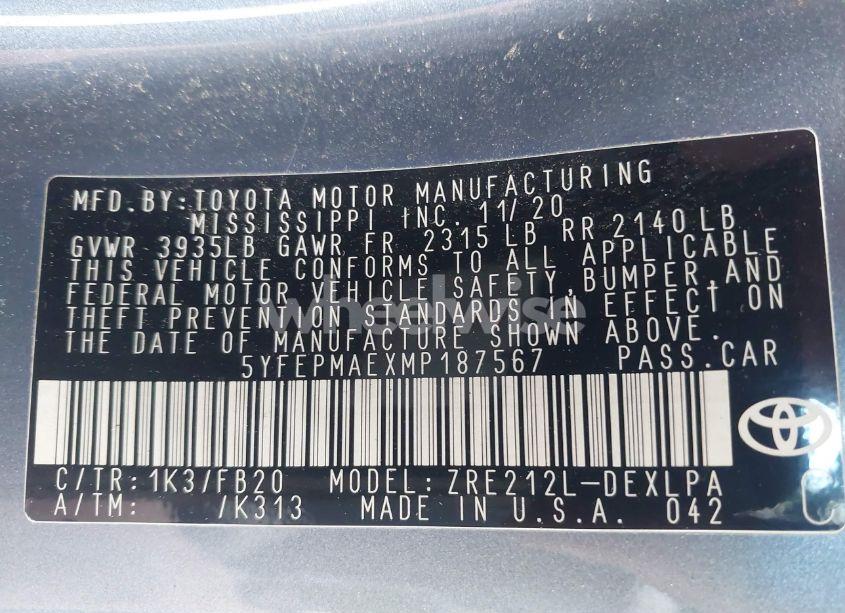 MFD.BY:TOYOTA MOTOR MANUFACTURING
MISSISSIPPI INC. 11/20
GVWR 3935LB GAWR FR 2315 LB RR 2140 LB
THIS VEHICLE CONFORMS TO ALL APPLICABLE
FEDERAL MOTOR VEHICLE SAFETY,BUMPER,AND
THEFT PREVENTION STANDARDS IN EFFECT ON
THE DATE OF MANUFACTURE SHOWN ABOVE.
5YFEPMAEXMP187567 PASS.CAR
C/TR:1K3/FB20 MODEL:ZRE212L-DEXLPA
A/TM: /K313 MADE IN U.S.A. 042
wheelwise